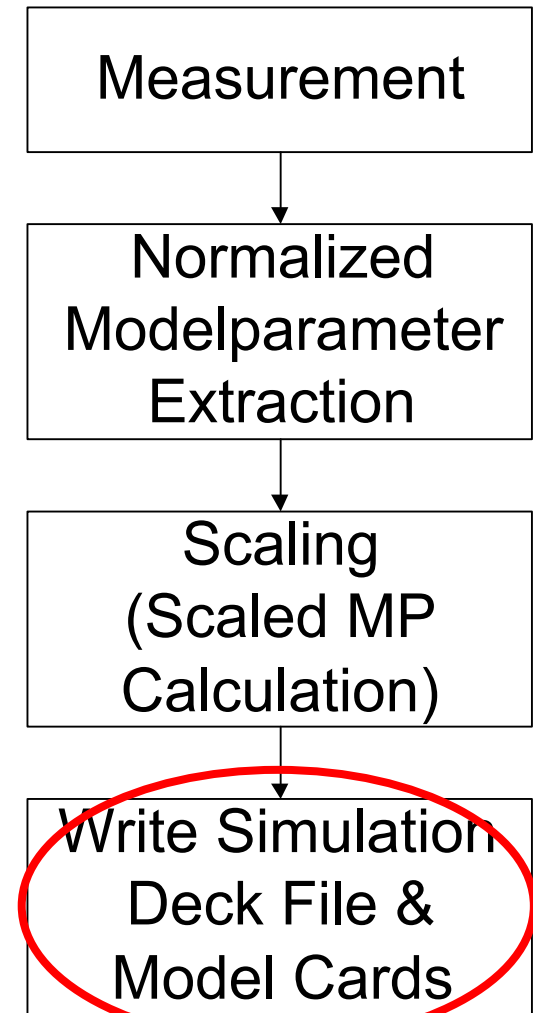 Measurement
Normalized
Modelparameter
Extraction
Scaling
(Scaled MP
Calculation)
Write Simulation
Deck File &
Model Cards